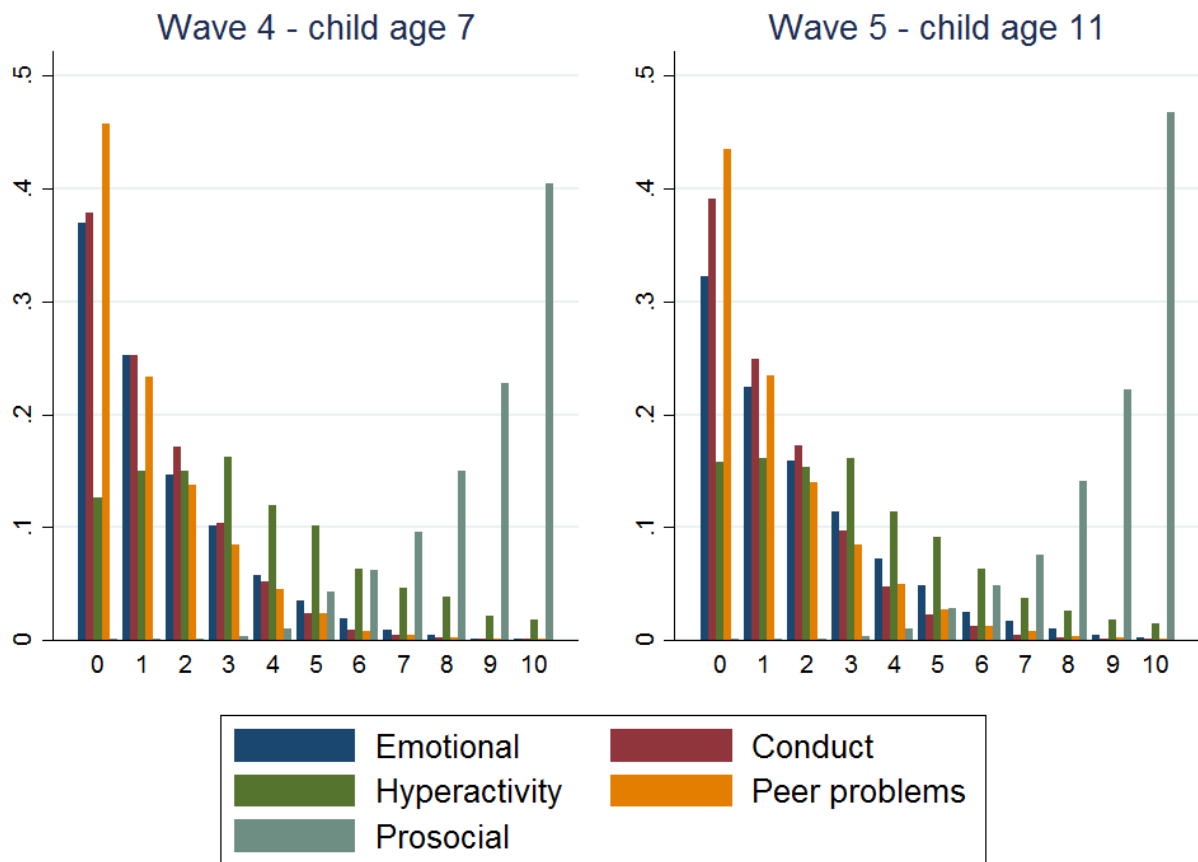 Wave 4 - child age 7
.5
.4
.3
.2
.1
0
0 1 2 3 4 5 6 7 8 9 10
Wave 5 - child age 11
.5
.4
.3
.2
.1
0
0 1 2 3 4 5 6 7 8 9 10
Emotional Conduct
Hyperactivity Peer problems
Prosocial